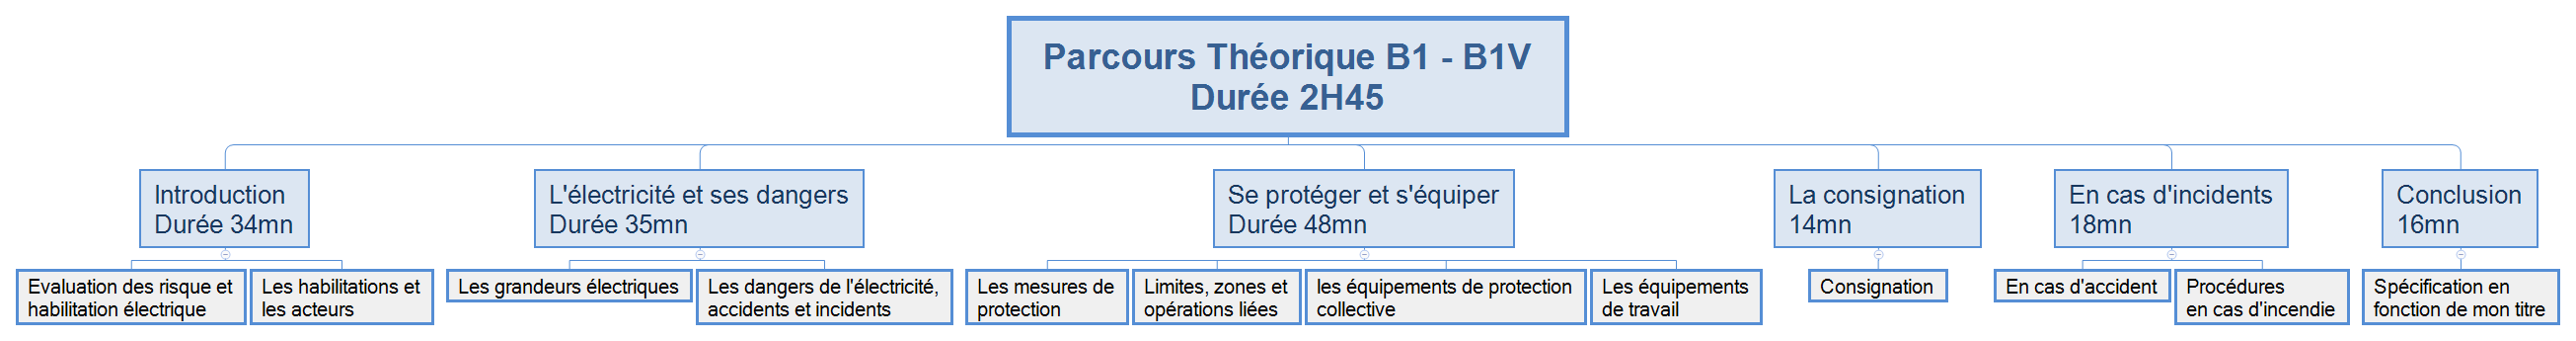 Parcours Théorique B1 - B1V
Durée 2H45
Introduction
Durée 34mn
L'électricité et ses dangers
Durée 35mn
Se protéger et s'équiper
Durée 48mn
La consignation
14mn
En cas d'incidents
18mn
Conclusion
16mn
Evaluation des risque et
habilitation électrique
Les habilitations et
les acteurs
Les grandeurs électriques
Les dangers de l'électricité,
accidents et incidents
Les mesures de
protection
Limites, zones et
opérations liées
les équipements de protection
collective
Les équipements
de travail
Consignation
En cas d'accident
Procédures
en cas d'incendie
Spécification en
fonction de mon titre